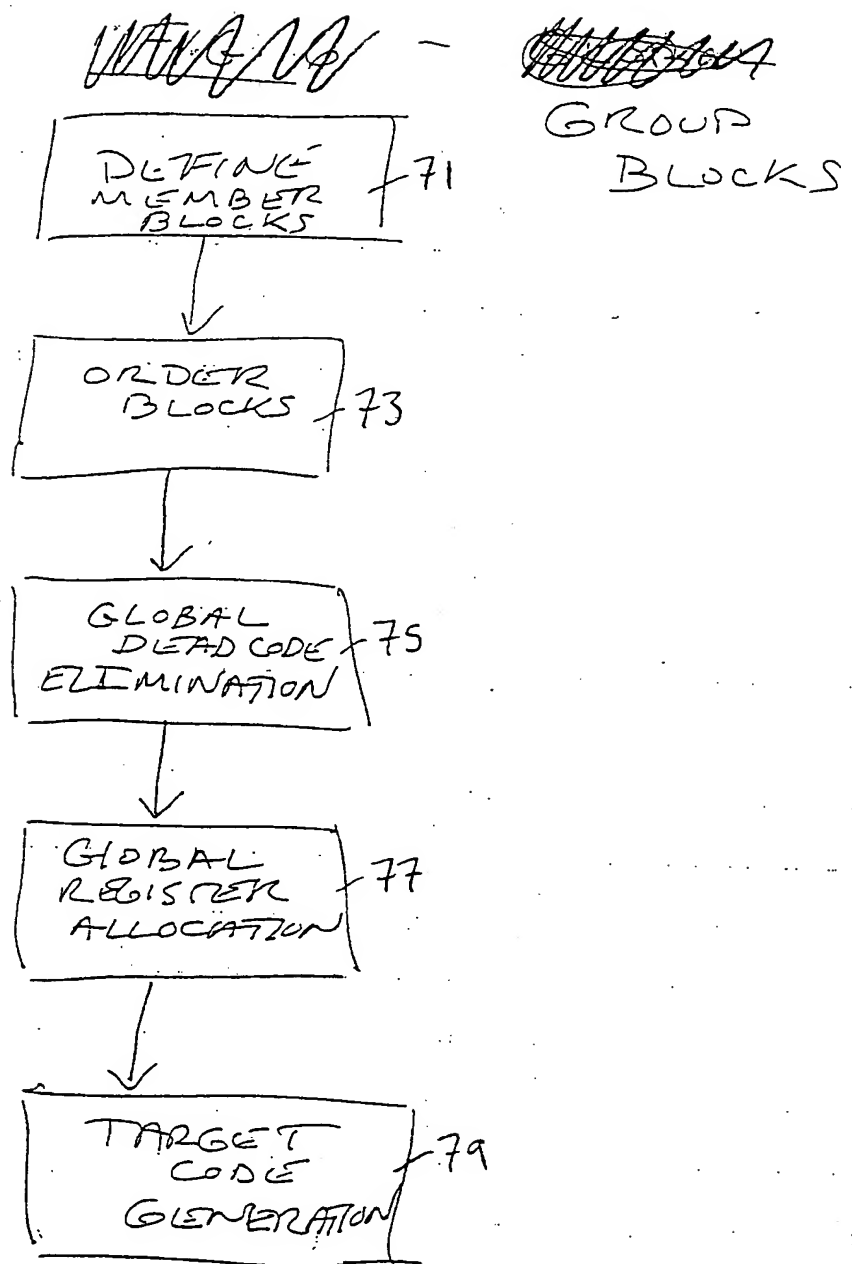 GROUP
BLOCKS
DEFINE
MEMBER
BLOCKS
71
ORDER
BLOCKS
73
GLOBAL
DEAD CODE
ELIMINATION
75
GLOBAL
REGISTER
ALLOCATION
77
TARGET
CODE
GENERATION
79